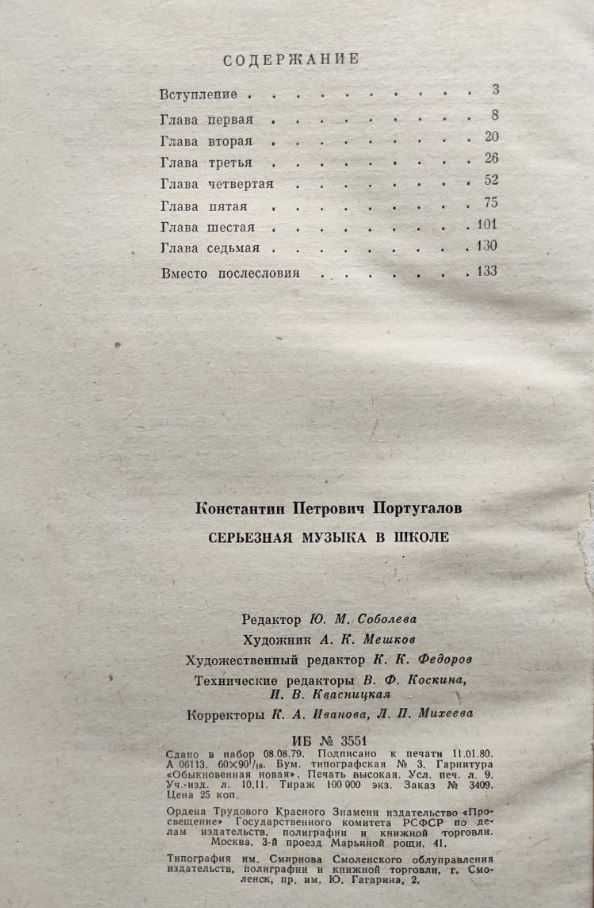 СОДЕРЖАНИЕ
Вступление . . . . . . . . . . 3
Глава первая . . . . . . . . . 8
Глава вторая . . . . . . . . . 20
Глава третья . . . . . . . . . 26
Глава четвертая . . . . . . . . 52
Глава пятая . . . . . . . . . 75
Глава шестая . . . . . . . . . 101
Глава седьмая . . . . . . . . . 130
Вместо послесловия . . . . . . . 133
Константин Петрович Португалов
СЕРЬЕЗНАЯ МУЗЫКА В ШКОЛЕ
Редактор Ю. М. Соболева
Художник А. К. Мешков
Художественный редактор К. К. Федоров
Технические редакторы В. Ф. Коскина,
И. В. Квасницкая
Корректоры К. А. Иванова, Л. П. Михеева
ИБ № 3551
Сдано в набор 08.08.79. Подписано к печати 11.01.80.
А 06113. 60×90¹/₁₆. Бум. типографская № 3. Гарнитура
«Обыкновенная новая». Печать высокая. Усл. печ. л. 9.
Уч.-изд. л. 10,11. Тираж 100 000 экз. Заказ № 3409.
Цена 25 коп.
Ордена Трудового Красного Знамени издательство «Про-
свещение» Государственного комитета РСФСР по де-
лам издательств, полиграфии и книжной торговли.
Москва, 3-й проезд Марьиной рощи, 41.
Типография им. Смирнова Смоленского облуправления
издательств, полиграфии и книжной торговли, г. Смо-
ленск, пр. им. Ю. Гагарина, 2.